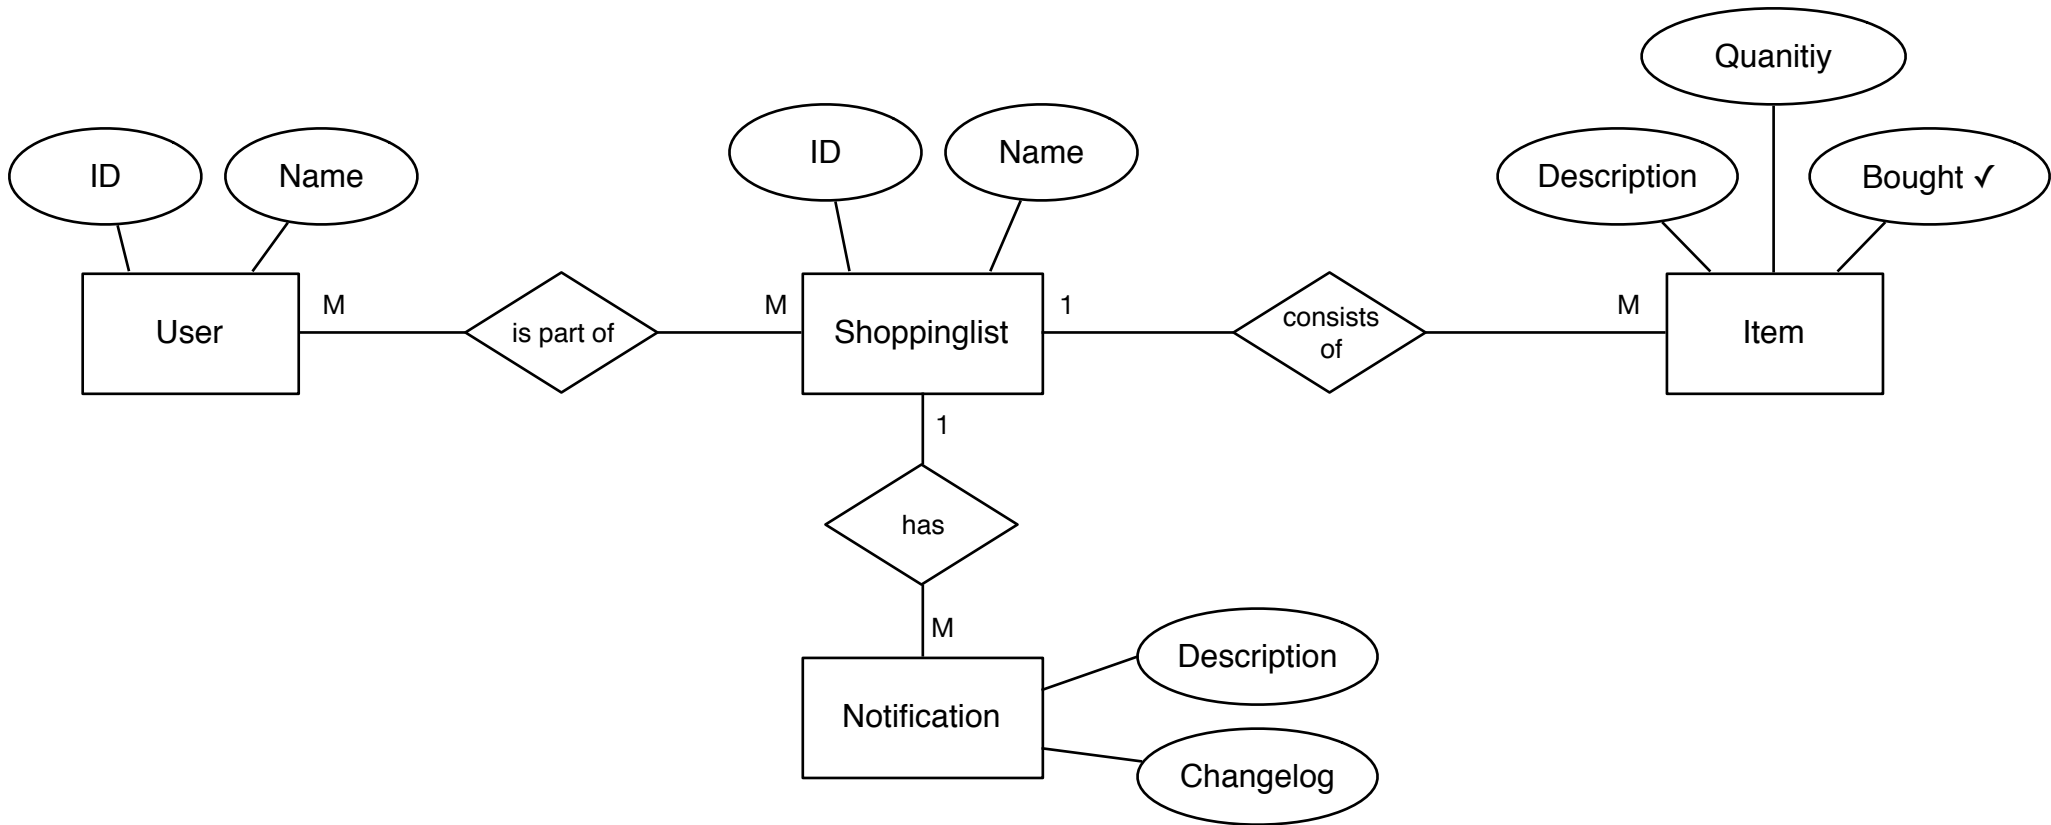 Quanitiy
ID
Name
ID
Name
Description
Bought ✓
M
M
1
M
User
is part of
Shoppinglist
consists
of
Item
1
has
M
Description
Notification
Changelog